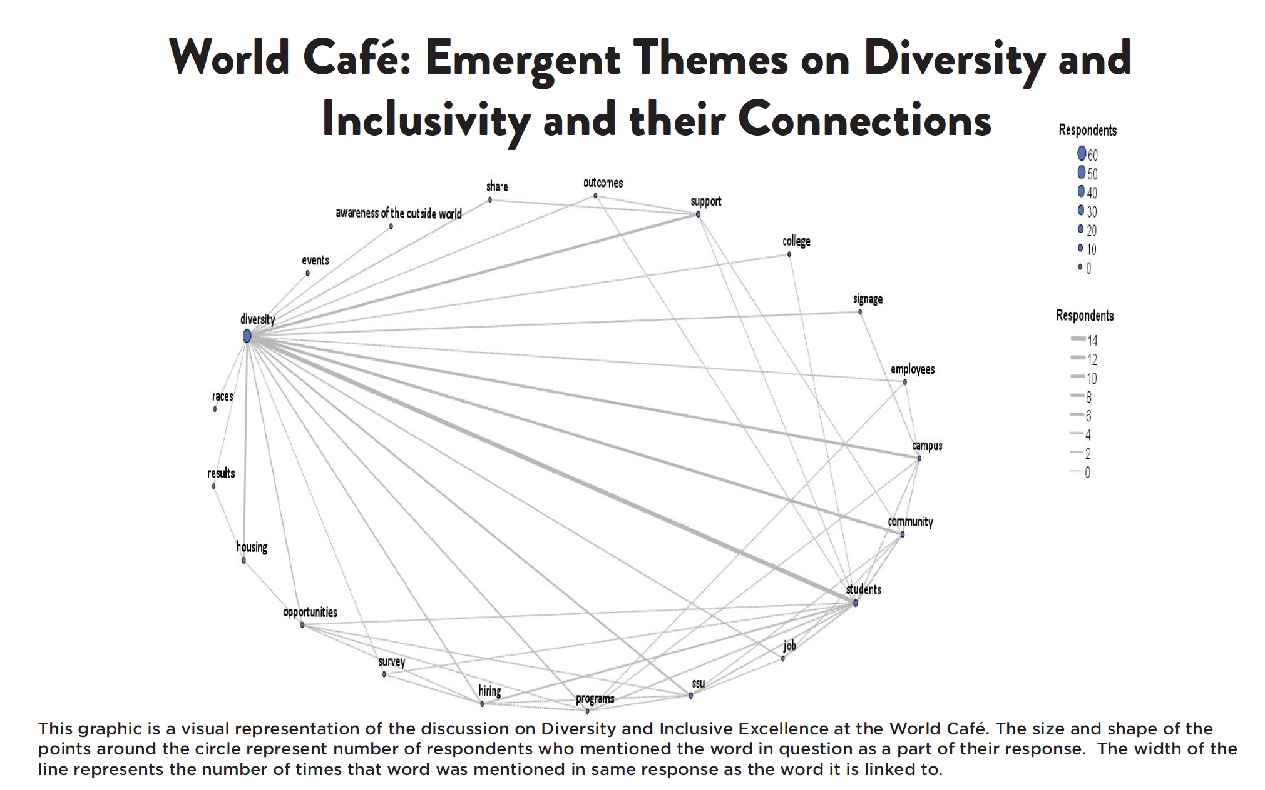 World Café: Emergent Themes on Diversity and
Inclusivity and their Connections
Respondents
60
50
40
30
20
10
0
Respondents
14
12
10
8
6
4
2
0
share
outcomes
support
awareness of the outside world
college
events
signage
diversity
employees
races
campus
results
community
housing
students
opportunities
job
survey
ssu
hiring
programs
This graphic is a visual representation of the discussion on Diversity and Inclusive Excellence at the World Café. The size and shape of the
points around the circle represent number of respondents who mentioned the word in question as a part of their response.  The width of the
line represents the number of times that word was mentioned in same response as the word it is linked to.